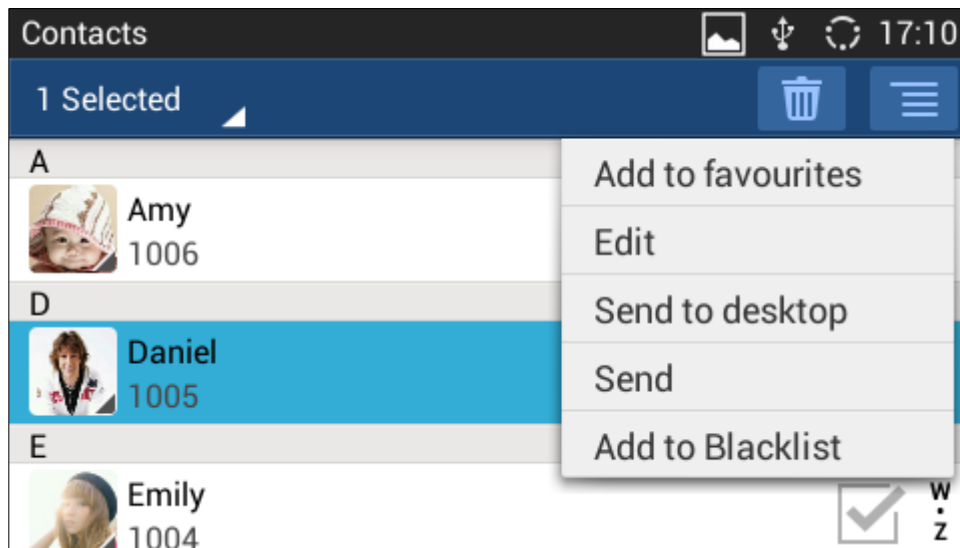 Contacts 17:10
1 Selected
A
Add to favourites
Amy
1006
Edit
D
Send to desktop
Daniel
1005
Send
E
Add to Blacklist
Emily
1004
W
.
Z